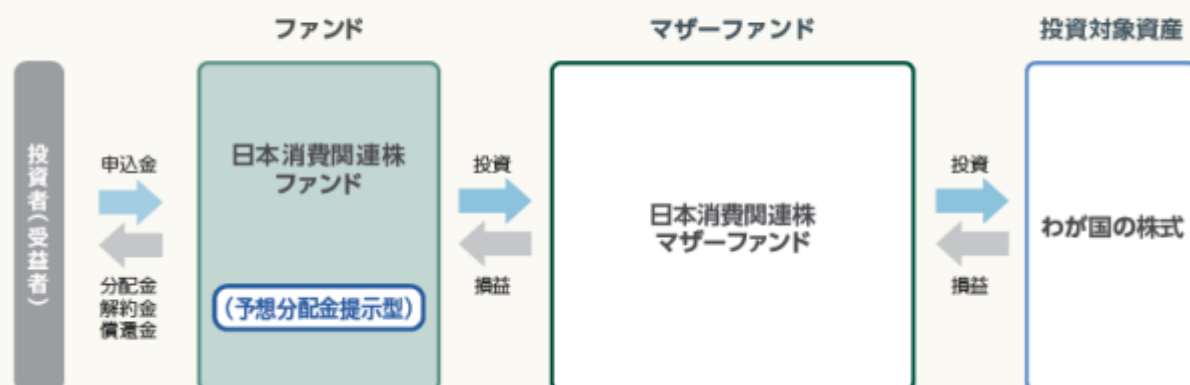 ファンド
マザーファンド
投資対象資産
投資者(受益者)
申込金
分配金
解約金
償還金
日本消費関連株
ファンド
(予想分配金提示型)
投資
損益
日本消費関連株
マザーファンド
投資
損益
わが国の株式